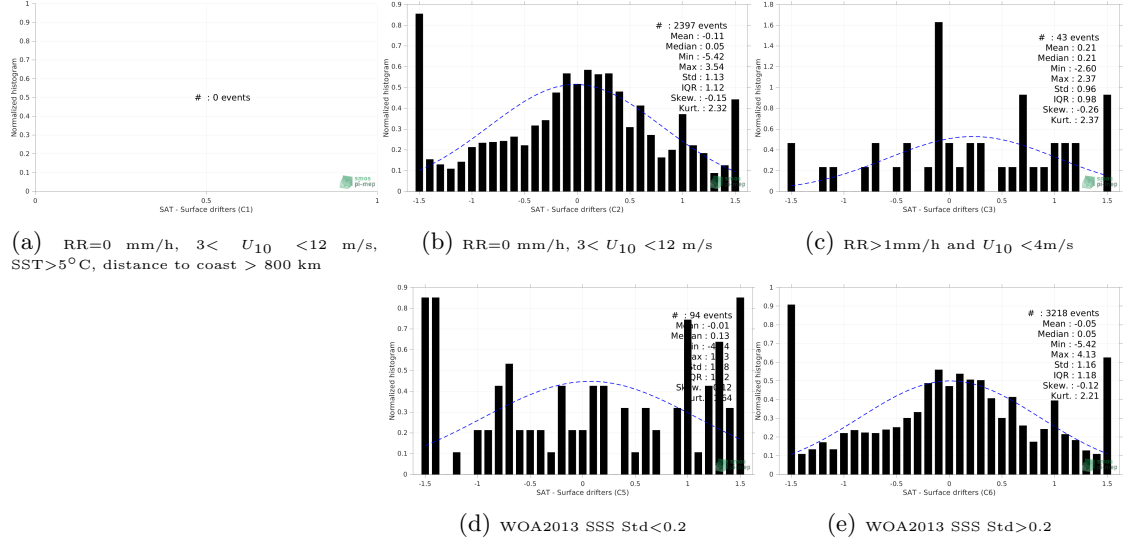 1
0.9
0.8
0.7
0.6
0.5
0.4
0.3
0.2
0.1
0
Normalized histogram
# : 0 events
smos
pi-mep
0 0.5 1
SAT - Surface drifters (C1)
(a) RR=0 mm/h, 3< U10 <12 m/s,
SST>5°C, distance to coast > 800 km
0.9
0.8
0.7
0.6
0.5
0.4
0.3
0.2
0.1
0
Normalized histogram
# : 2397 events
Mean : -0.11
Median : 0.05
Min : -5.42
Max : 3.54
Std : 1.13
IQR : 1.12
Skew. : -0.15
Kurt. : 2.32
-1.5 -1 -0.5 0 0.5 1 1.5
SAT - Surface drifters (C2)
(b) RR=0 mm/h, 3< U10 <12 m/s
1.8
1.6
1.4
1.2
1
0.8
0.6
0.4
0.2
0
Normalized histogram
# : 43 events
Mean : 0.21
Median : 0.21
Min : -2.60
Max : 2.37
Std : 0.96
IQR : 0.98
Skew. : -0.26
Kurt. : 2.37
smos
pi-mep
-1.5 -1 -0.5 0 0.5 1 1.5
SAT - Surface drifters (C3)
(c) RR>1mm/h and U10 <4m/s
0.9
0.8
0.7
0.6
0.5
0.4
0.3
0.2
0.1
0
Normalized histogram
# : 94 events
Mean : -0.01
Median : 0.13
-1.5 -1 -0.5 0 0.5 1 1.5
SAT - Surface drifters (C5)
(d) WOA2013 SSS Std<0.2
1
0.9
0.8
0.7
0.6
0.5
0.4
0.3
0.2
0.1
0
Normalized histogram
# : 3218 events
Mean : -0.05
Median : 0.05
Min : -5.42
Max : 4.13
Std : 1.16
IQR : 1.18
Skew. : -0.12
Kurt. : 2.21
-1.5 -1 -0.5 0 0.5 1 1.5
SAT - Surface drifters (C6)
(e) WOA2013 SSS Std>0.2